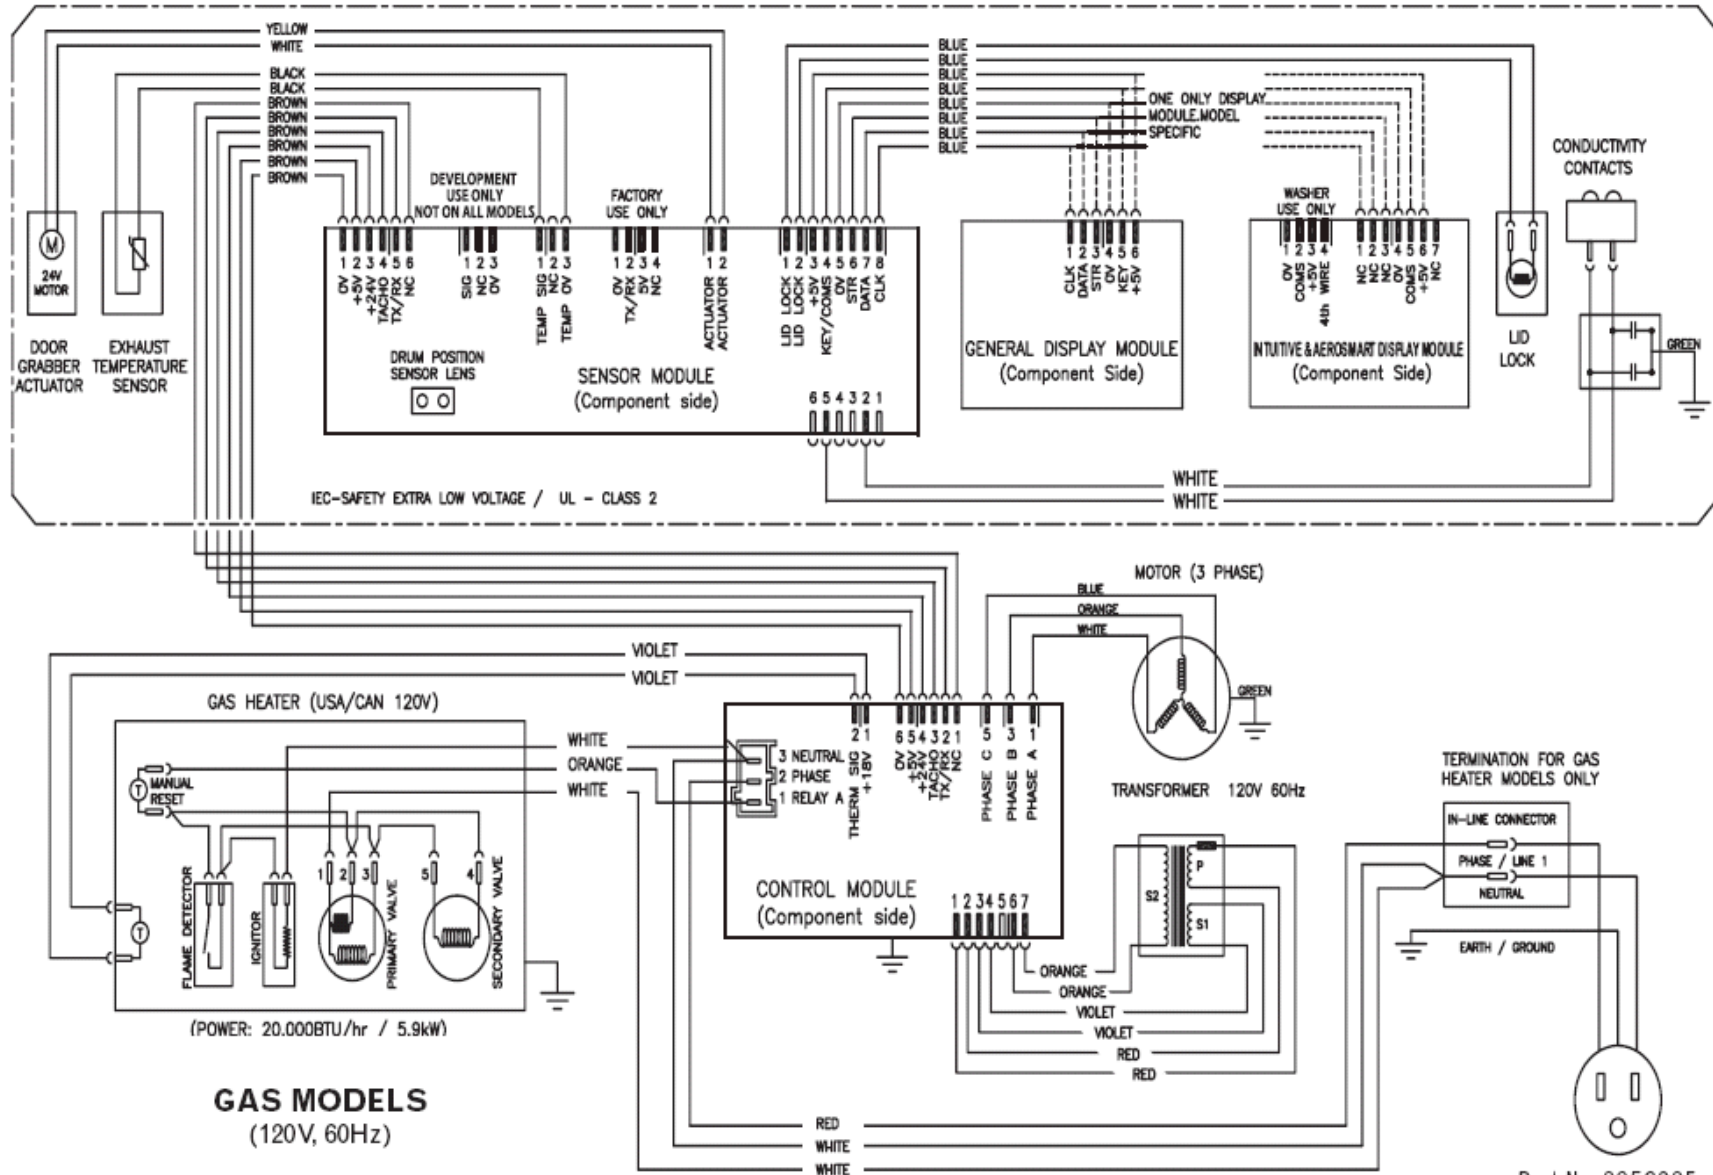 YELLOW
WHITE
BLACK
BLACK
BROWN
BROWN
BROWN
BROWN
BROWN
BROWN
BLUE
BLUE
BLUE
BLUE
BLUE
BLUE
BLUE
BLUE
ONE ONLY DISPLAY
MODULE.MODEL
SPECIFIC
CONDUCTIVITY
CONTACTS
M
24V
MOTOR
DOOR
GRABBER
ACTUATOR
EXHAUST
TEMPERATURE
SENSOR
DEVELOPMENT
USE ONLY
NOT ON ALL MODELS
FACTORY
USE ONLY
1 2 3 4 5 6
0V
+5V
+24V
TACHO
TX/RX
NC
1 2 3
SIG
NC
0V
1 2 3
TEMP SIG
NC
TEMP 0V
1 2 3 4
0V
TX/RX
5V
NC
1 2
ACTUATOR
ACTUATOR
1 2 3 4 5 6 7 8
LID LOCK
LID LOCK
+5V
KEY/COMS
0V
STR
DATA
CLK
DRUM POSITION
SENSOR LENS
SENSOR MODULE
(Component side)
6 5 4 3 2 1
1 2 3 4 5 6
CLK
DATA
STR
0V
KEY
+5V
GENERAL DISPLAY MODULE
(Component Side)
WASHER
USE ONLY
1 2 3 4
0V
COMS
+5V
4th WIRE
1 2 3 4 5 6 7
NC
NC
NC
0V
COMS
+5V
NC
INTUITIVE & AEROSMART DISPLAY MODULE
(Component Side)
LID
LOCK
GREEN
WHITE
WHITE
IEC-SAFETY EXTRA LOW VOLTAGE / UL - CLASS 2
MOTOR (3 PHASE)
BLUE
ORANGE
WHITE
GREEN
VIOLET
VIOLET
GAS HEATER (USA/CAN 120V)
WHITE
ORANGE
WHITE
T
MANUAL
RESET
T
FLAME DETECTOR
IGNITOR
1 2 3
PRIMARY VALVE
5 4
SECONDARY VALVE
(POWER: 20.000BTU/hr / 5.9kW)
3 NEUTRAL
2 PHASE
1 RELAY A
2 1
THERM SIG
+18V
6 5 4 3 2 1
0V
+5V
+24V
TACHO
TX/RX
NC
5 3 1
PHASE C
PHASE B
PHASE A
CONTROL MODULE
(Component side)
1 2 3 4 5 6 7
TRANSFORMER 120V 60Hz
P
S2
S1
ORANGE
ORANGE
VIOLET
VIOLET
RED
RED
TERMINATION FOR GAS
HEATER MODELS ONLY
IN-LINE CONNECTOR
PHASE / LINE 1
NEUTRAL
EARTH / GROUND
GAS MODELS
(120V, 60Hz)
RED
WHITE
WHITE